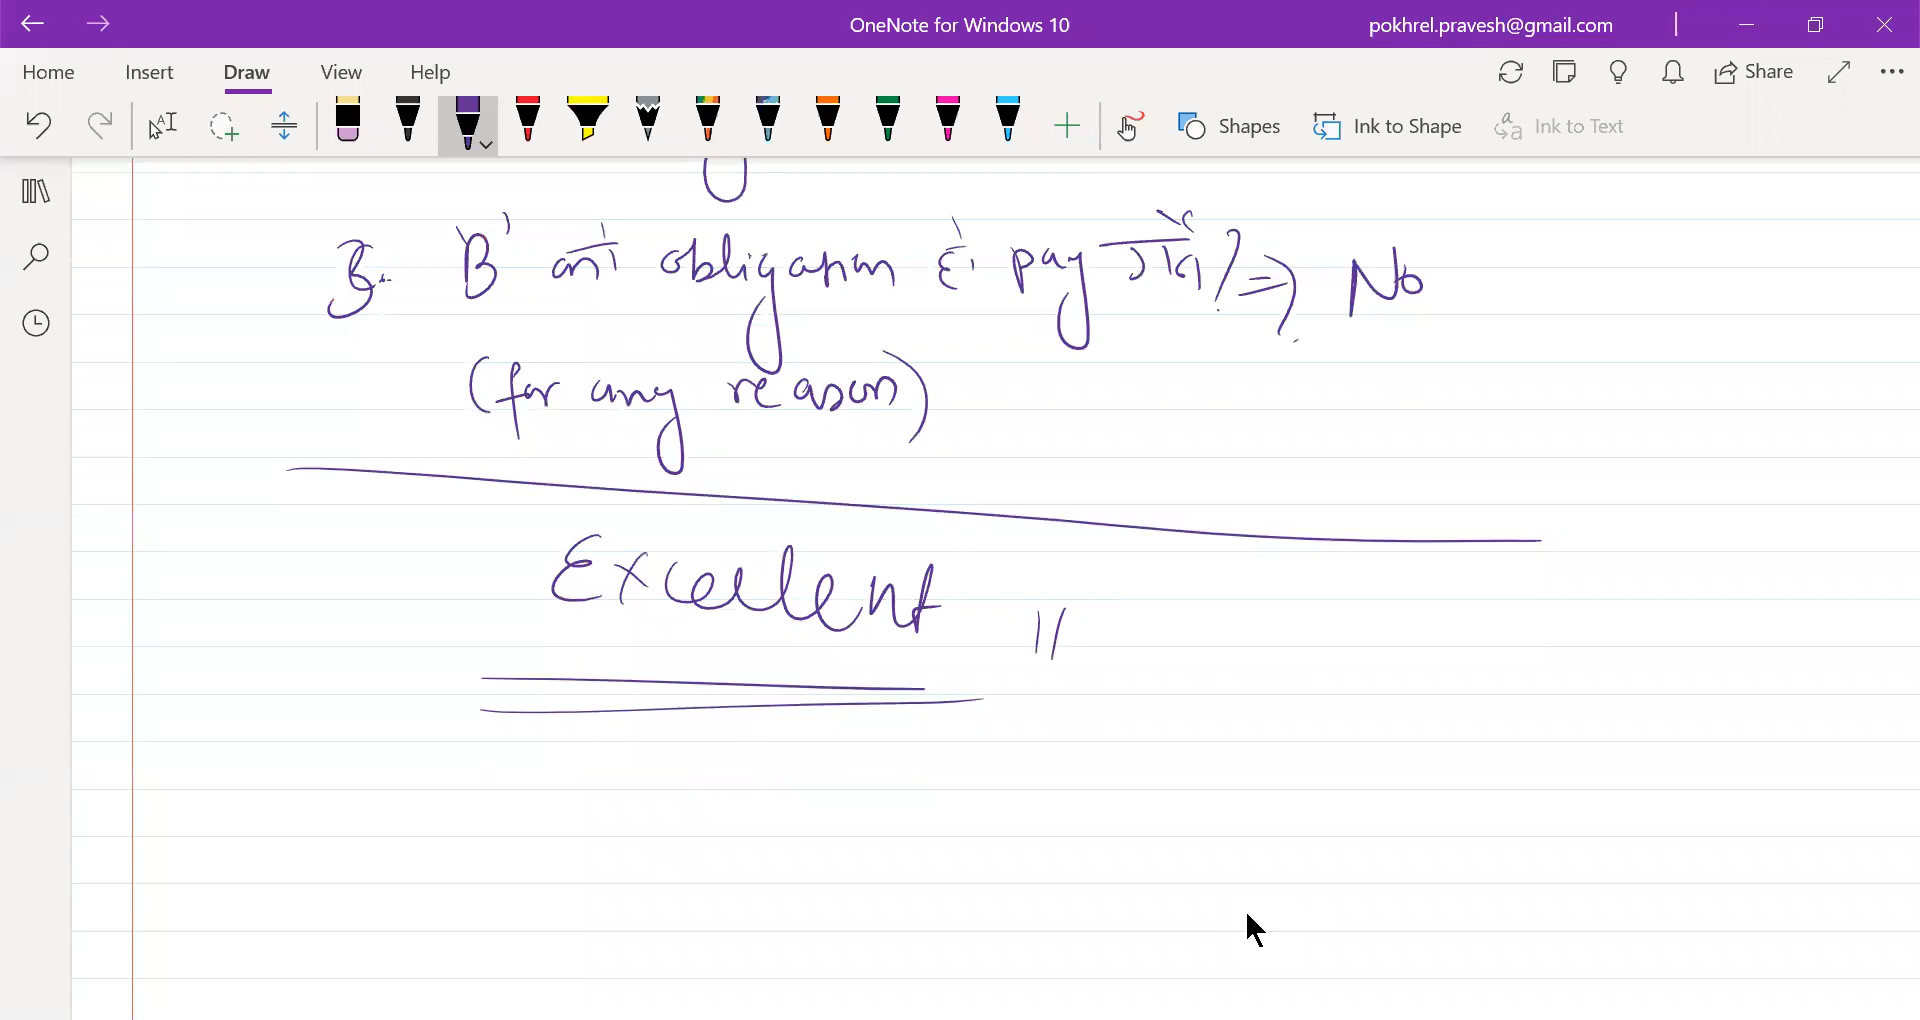 OneNote for Windows 10 pokhrel.pravesh@gmail.com
Home Insert Draw View Help Share
Shapes Ink to Shape Ink to Text
3. 'B' obligation pay ? => No
(for any reason)
Excellent "